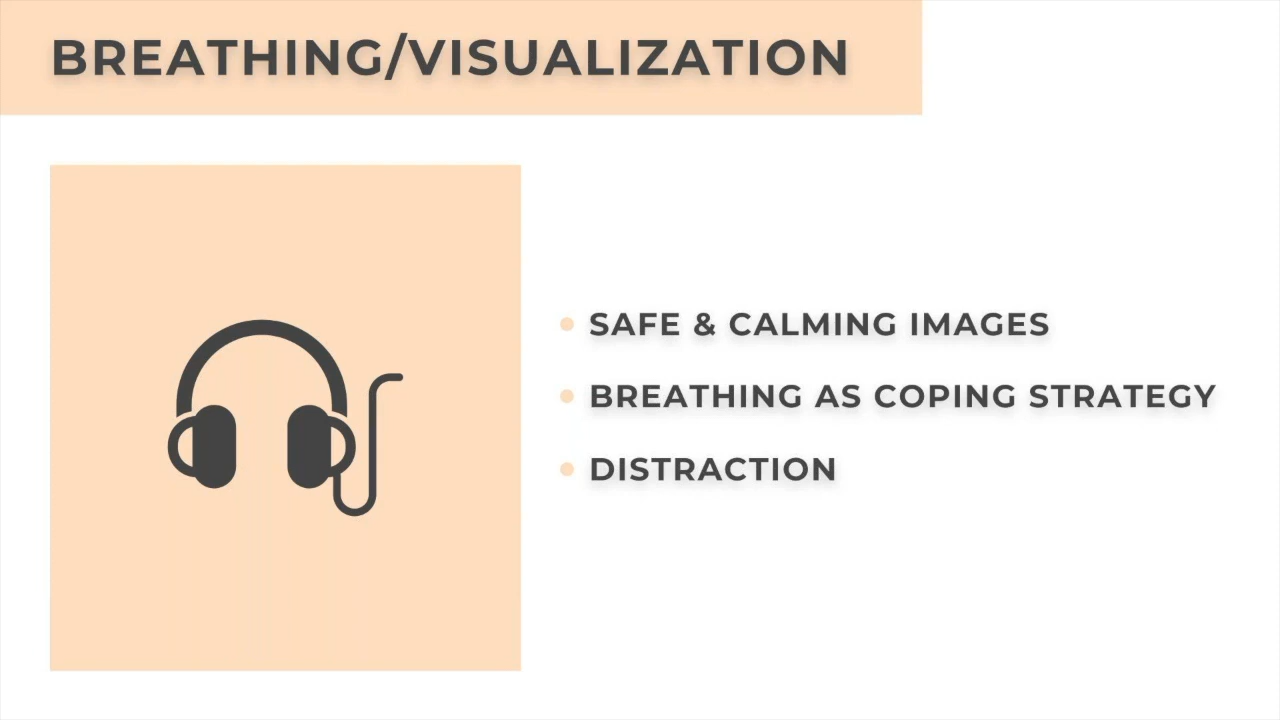 BREATHING/VISUALIZATION
SAFE & CALMING IMAGES
BREATHING AS COPING STRATEGY
DISTRACTION